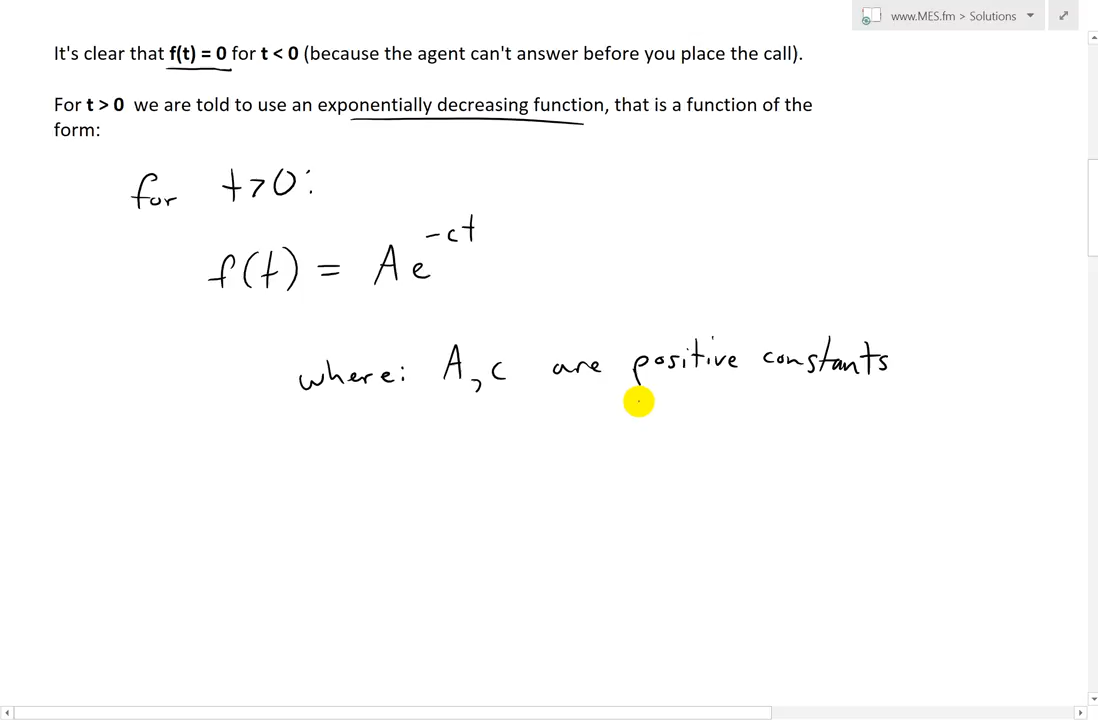 www.MES.fm > Solutions
It's clear that f(t) = 0 for t < 0 (because the agent can't answer before you place the call).
For t > 0 we are told to use an exponentially decreasing function, that is a function of the
form:
for t>0:
f(t) = Ae^{-ct}
where: A, c are positive constants